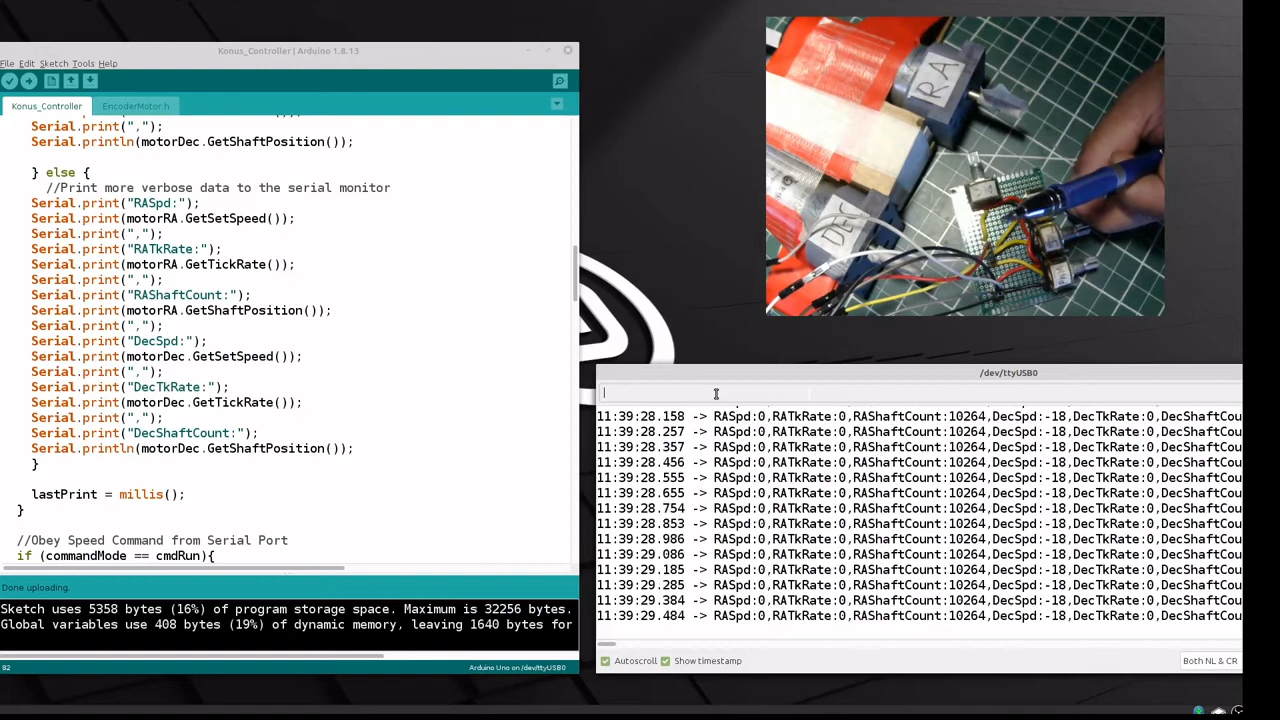 Konus_Controller | Arduino 1.8.13
File Edit Sketch Tools Help
Konus_Controller EncoderMotor.h
Serial.print(",");
Serial.println(motorDec.GetShaftPosition());
} else {
//Print more verbose data to the serial monitor
Serial.print("RASpd:");
Serial.print(motorRA.GetSetSpeed());
Serial.print(",");
Serial.print("RATkRate:");
Serial.print(motorRA.GetTickRate());
Serial.print(",");
Serial.print("RAShaftCount:");
Serial.print(motorRA.GetShaftPosition());
Serial.print(",");
Serial.print("DecSpd:");
Serial.print(motorDec.GetSetSpeed());
Serial.print(",");
Serial.print("DecTkRate:");
Serial.print(motorDec.GetTickRate());
Serial.print(",");
Serial.print("DecShaftCount:");
Serial.println(motorDec.GetShaftPosition());
}
lastPrint = millis();
}
//Obey Speed Command from Serial Port
if (commandMode == cmdRun){
Done uploading.
Sketch uses 5358 bytes (16%) of program storage space. Maximum is 32256 bytes.
Global variables use 408 bytes (19%) of dynamic memory, leaving 1640 bytes for
82
Arduino Uno on /dev/ttyUSB0
RA
DEC
/dev/ttyUSB0
11:39:28.158 -> RASpd:0,RATkRate:0,RAShaftCount:10264,DecSpd:-18,DecTkRate:0,DecShaftCou
11:39:28.257 -> RASpd:0,RATkRate:0,RAShaftCount:10264,DecSpd:-18,DecTkRate:0,DecShaftCou
11:39:28.357 -> RASpd:0,RATkRate:0,RAShaftCount:10264,DecSpd:-18,DecTkRate:0,DecShaftCou
11:39:28.456 -> RASpd:0,RATkRate:0,RAShaftCount:10264,DecSpd:-18,DecTkRate:0,DecShaftCou
11:39:28.555 -> RASpd:0,RATkRate:0,RAShaftCount:10264,DecSpd:-18,DecTkRate:0,DecShaftCou
11:39:28.655 -> RASpd:0,RATkRate:0,RAShaftCount:10264,DecSpd:-18,DecTkRate:0,DecShaftCou
11:39:28.754 -> RASpd:0,RATkRate:0,RAShaftCount:10264,DecSpd:-18,DecTkRate:0,DecShaftCou
11:39:28.853 -> RASpd:0,RATkRate:0,RAShaftCount:10264,DecSpd:-18,DecTkRate:0,DecShaftCou
11:39:28.986 -> RASpd:0,RATkRate:0,RAShaftCount:10264,DecSpd:-18,DecTkRate:0,DecShaftCou
11:39:29.086 -> RASpd:0,RATkRate:0,RAShaftCount:10264,DecSpd:-18,DecTkRate:0,DecShaftCou
11:39:29.185 -> RASpd:0,RATkRate:0,RAShaftCount:10264,DecSpd:-18,DecTkRate:0,DecShaftCou
11:39:29.285 -> RASpd:0,RATkRate:0,RAShaftCount:10264,DecSpd:-18,DecTkRate:0,DecShaftCou
11:39:29.384 -> RASpd:0,RATkRate:0,RAShaftCount:10264,DecSpd:-18,DecTkRate:0,DecShaftCou
11:39:29.484 -> RASpd:0,RATkRate:0,RAShaftCount:10264,DecSpd:-18,DecTkRate:0,DecShaftCou
Autoscroll Show timestamp
Both NL & CR